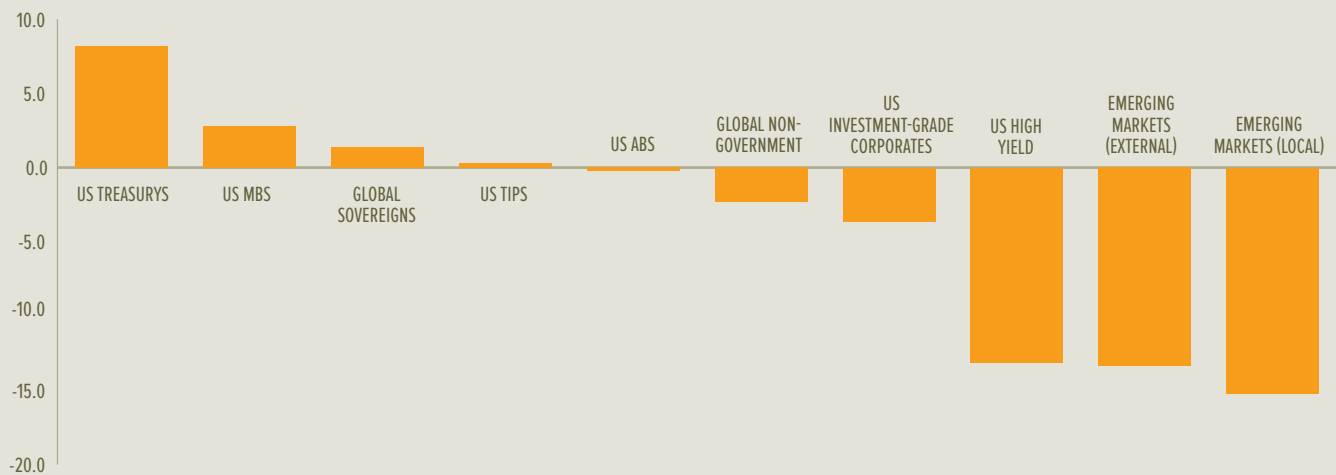 10.0
5.0
0.0
-5.0
-10.0
-15.0
-20.0
US TREASURYS
US MBS
GLOBAL
SOVEREIGNS
US TIPS
US ABS
GLOBAL NON-
GOVERNMENT
US
INVESTMENT-GRADE
CORPORATES
US HIGH
YIELD
EMERGING
MARKETS
(EXTERNAL)
EMERGING
MARKETS (LOCAL)